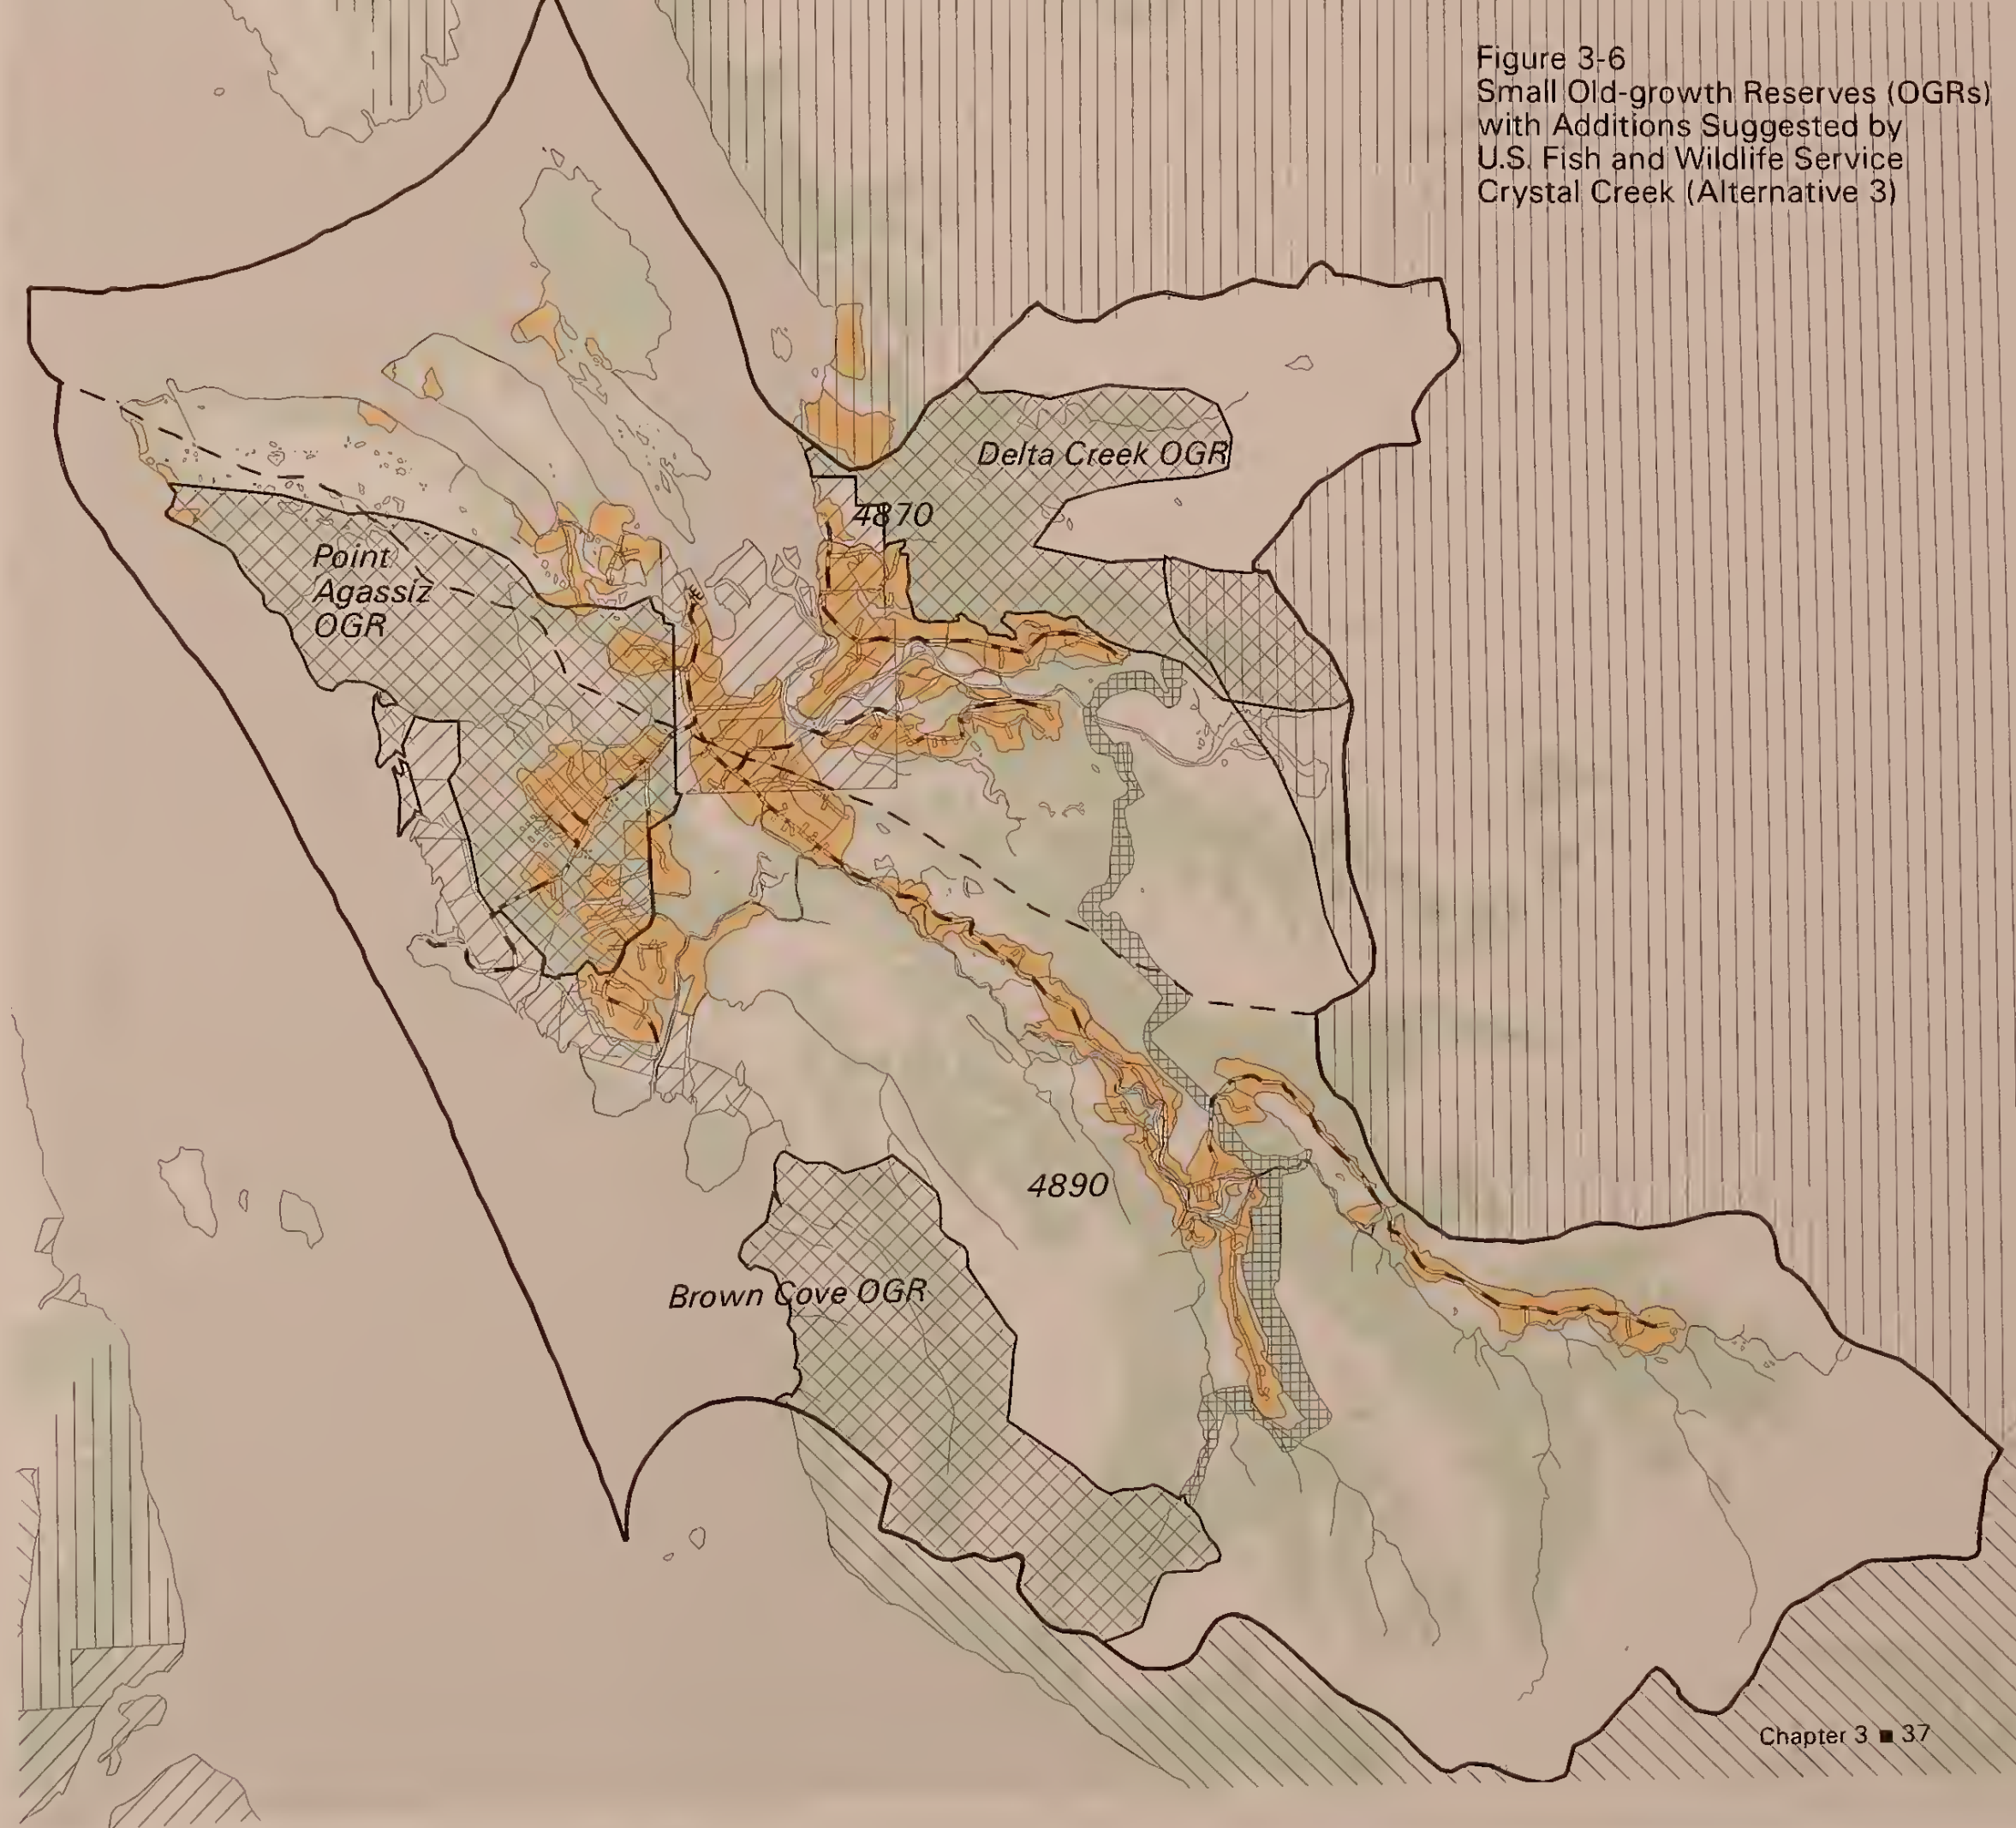 Figure 3-6
Small Old-growth Reserves (OGRs)
with Additions Suggested by
U.S. Fish and Wildlife Service
Crystal Creek (Alternative 3)
Delta Creek OGR
4870
Point
Agassiz
OGR
4890
Brown Cove OGR
Chapter 3 ■ 37